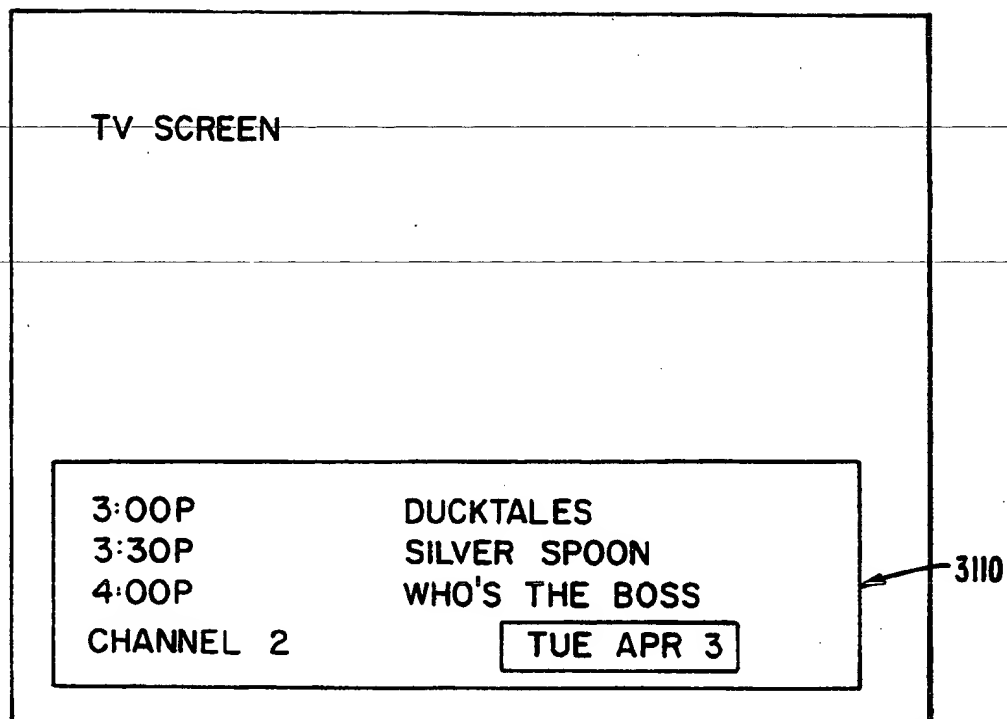 TV SCREEN
3:00P DUCKTALES
3:30P SILVER SPOON
4:00P WHO'S THE BOSS
CHANNEL 2 TUE APR 3
3110